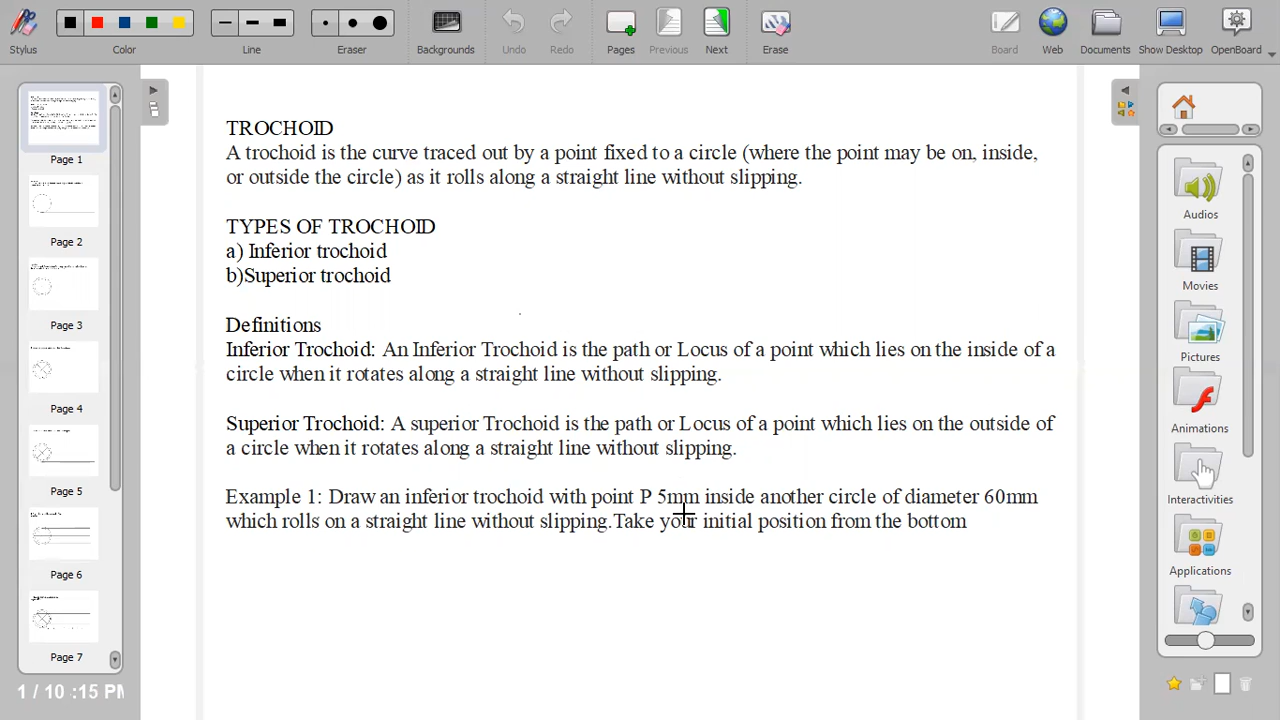 Stylus
Color
Line
Eraser
Backgrounds
Undo
Redo
Pages
Previous
Next
Erase
Board
Web
Documents
Show Desktop
OpenBoard
Page 1
Page 2
Page 3
Page 4
Page 5
Page 6
Page 7
1 / 10
TROCHOID
A trochoid is the curve traced out by a point fixed to a circle (where the point may be on, inside,
or outside the circle) as it rolls along a straight line without slipping.
TYPES OF TROCHOID
a) Inferior trochoid
b)Superior trochoid
Definitions
Inferior Trochoid: An Inferior Trochoid is the path or Locus of a point which lies on the inside of a
circle when it rotates along a straight line without slipping.
Superior Trochoid: A superior Trochoid is the path or Locus of a point which lies on the outside of
a circle when it rotates along a straight line without slipping.
Example 1: Draw an inferior trochoid with point P 5mm inside another circle of diameter 60mm
which rolls on a straight line without slipping.Take your initial position from the bottom
Audios
Movies
Pictures
Animations
Interactivities
Applications